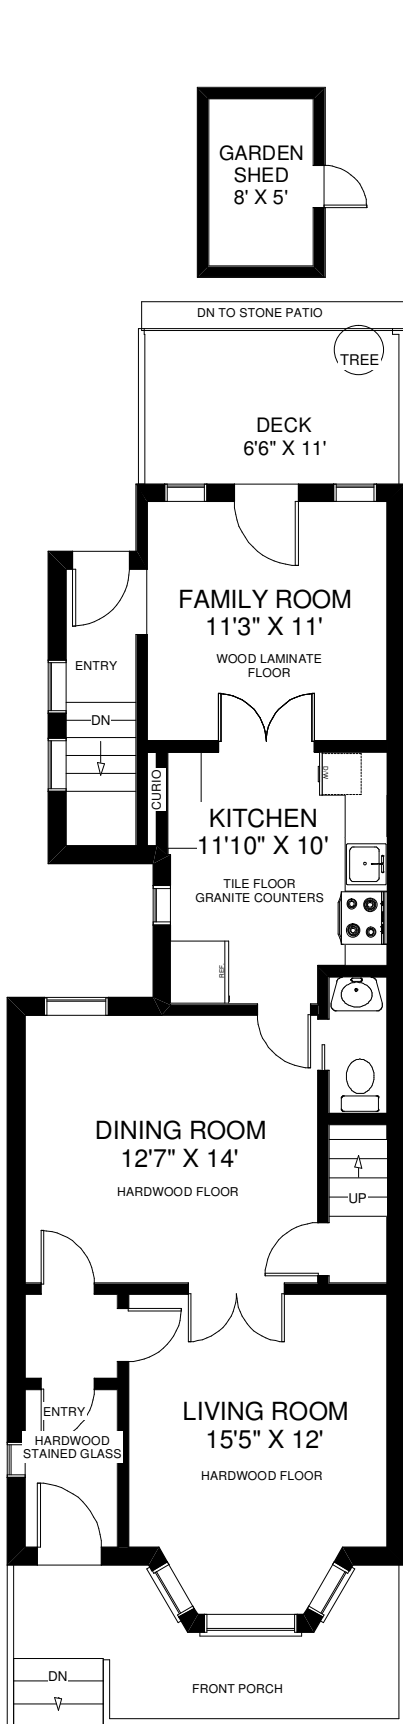 GARDEN
SHED
8' X 5'
DN TO STONE PATIO
TREE
DECK
6'6" X 11'
FAMILY ROOM
11'3" X 11'
WOOD LAMINATE
FLOOR
ENTRY
DN
CURIO
D/W
KITCHEN
11'10" X 10'
TILE FLOOR
GRANITE COUNTERS
REF.
DINING ROOM
12'7" X 14'
HARDWOOD FLOOR
UP
ENTRY
HARDWOOD
STAINED GLASS
LIVING ROOM
15'5" X 12'
HARDWOOD FLOOR
DN
FRONT PORCH